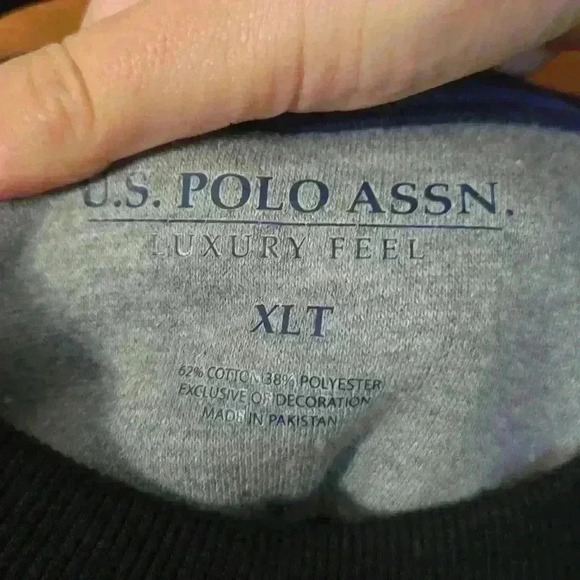 U.S. POLO ASSN.
LUXURY FEEL
XLT
62% COTTON 38% POLYESTER
EXCLUSIVE OF DECORATION
MADE IN PAKISTAN